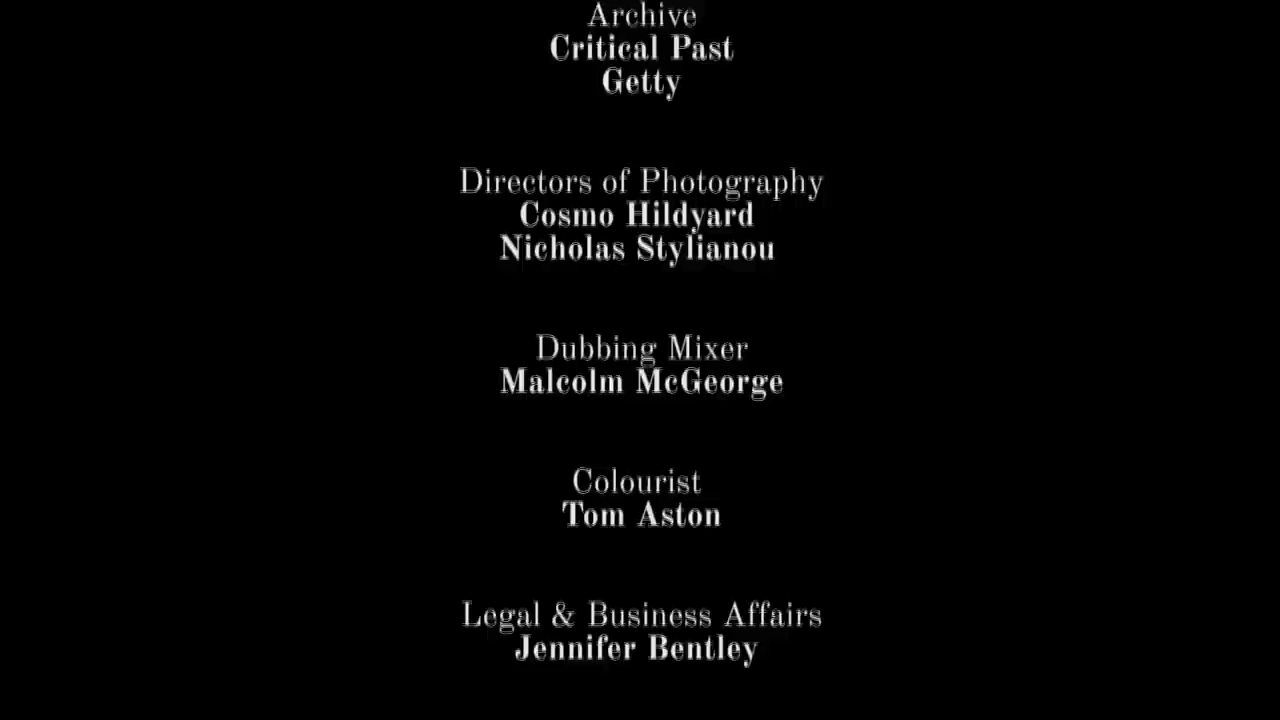 Archive
Critical Past
Getty
Directors of Photography
Cosmo Hildyard
Nicholas Stylianou
Dubbing Mixer
Malcolm McGeorge
Colourist
Tom Aston
Legal & Business Affairs
Jennifer Bentley